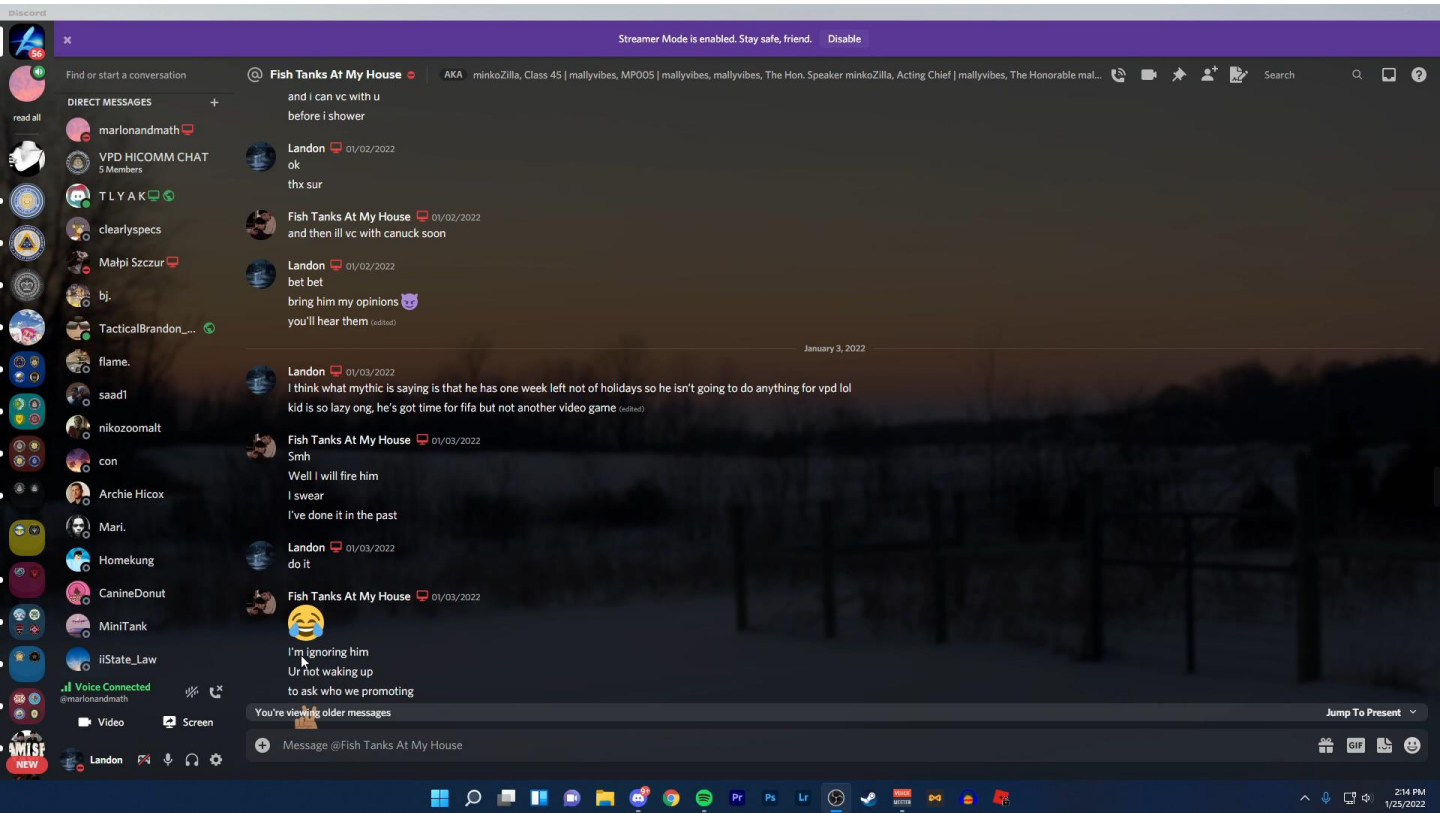 Discord
Streamer Mode is enabled. Stay safe, friend. Disable
56
Find or start a conversation
@ Fish Tanks At My House AKA minkoZilla, Class 45 | mallyvibes, MP005 | mallyvibes, mallyvibes, The Hon. Speaker minkoZilla, Acting Chief | mallyvibes, The Honorable mal...
Search
read all
DIRECT MESSAGES +
marlonandmath
VPD HICOMM CHAT
5 Members
T L Y A K
clearlyspecs
Małpi Szczur
bj.
TacticalBrandon_...
flame.
saad1
nikozoomalt
con
Archie Hicox
Mari.
Homekung
CanineDonut
MiniTank
iiState_Law
Voice Connected
@marlonandmath
Video Screen
NEW
Landon
and i can vc with u
before i shower
Landon 01/02/2022
ok
thx sur
Fish Tanks At My House 01/02/2022
and then ill vc with canuck soon
Landon 01/02/2022
bet bet
bring him my opinions 😈
you'll hear them (edited)
January 3, 2022
Landon 01/03/2022
I think what mythic is saying is that he has one week left not of holidays so he isn't going to do anything for vpd lol
kid is so lazy ong, he's got time for fifa but not another video game (edited)
Fish Tanks At My House 01/03/2022
Smh
Well I will fire him
I swear
I've done it in the past
Landon 01/03/2022
do it
Fish Tanks At My House 01/03/2022
😂
I'm ignoring him
Ur not waking up
to ask who we promoting
You're viewing older messages Jump To Present
Message @Fish Tanks At My House
GIF
9+
Pr
Ps
Lr
VOICE
MEETER
2:14 PM
1/25/2022